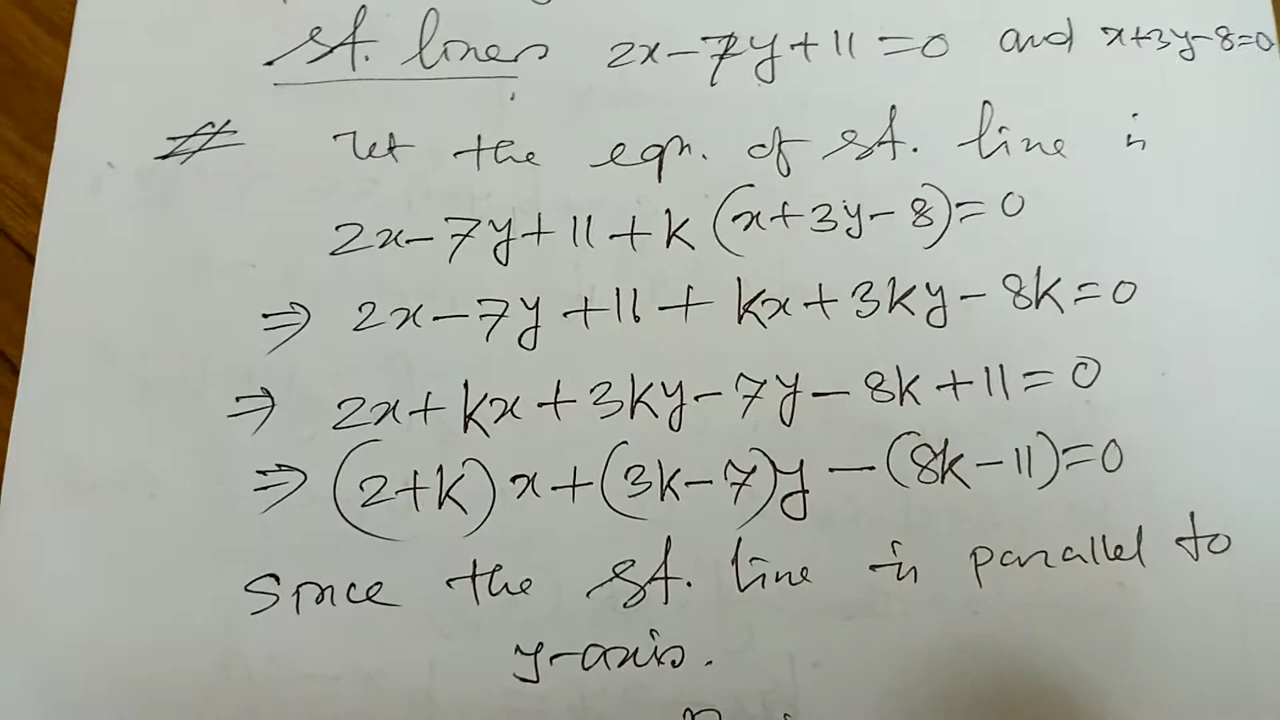 st. lines 2x-7y+11=0 and x+3y-8=0
# Let the eqn. of st. line is
2x-7y+11+k(x+3y-8)=0
⇒ 2x-7y+11+kx+3ky-8k=0
⇒ 2x+kx+3ky-7y-8k+11=0
⇒ (2+k)x+(3k-7)y-(8k-11)=0
Since the st. line is parallel to
y-axis.